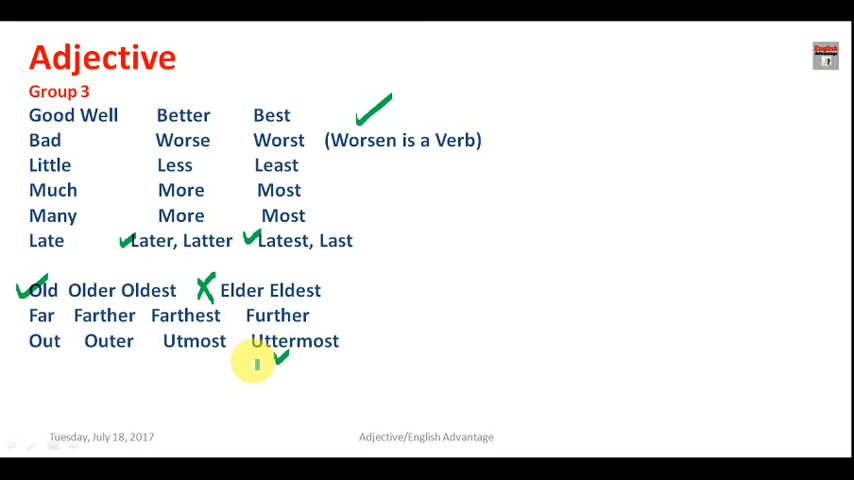 Adjective
English
Advantage
Group 3
Good Well Better Best
Bad Worse Worst (Worsen is a Verb)
Little Less Least
Much More Most
Many More Most
Late Later, Latter Latest, Last
Old Older Oldest Elder Eldest
Far Farther Farthest Further
Out Outer Utmost Uttermost
Tuesday, July 18, 2017 Adjective/English Advantage